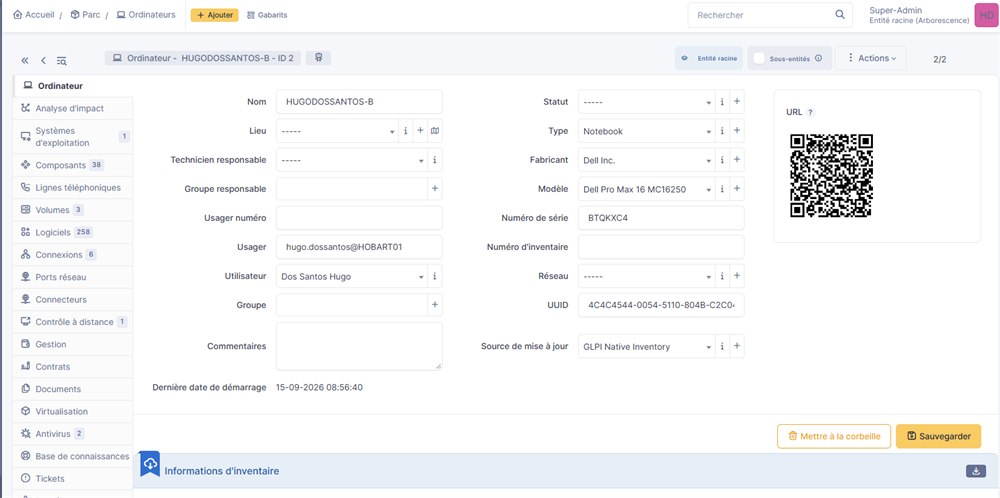 Accueil / Parc / Ordinateurs + Ajouter Gabarits
Rechercher
Super-Admin
Entité racine (Arborescence)
HD
Ordinateur - HUGODOSSANTOS-B - ID 2
Entité racine
Sous-entités
Actions
2/2
Ordinateur
Analyse d'impact
Systèmes
d'exploitation 1
Composants 38
Lignes téléphoniques
Volumes 3
Logiciels 258
Connexions 6
Ports réseau
Connecteurs
Contrôle à distance 1
Gestion
Contrats
Documents
Virtualisation
Antivirus 2
Base de connaissances
Tickets
Nom HUGODOSSANTOS-B
Lieu -----
Technicien responsable -----
Groupe responsable
Usager numéro
Usager hugo.dossantos@HOBART01
Utilisateur Dos Santos Hugo
Groupe
Commentaires
Dernière date de démarrage 15-09-2026 08:56:40
Statut -----
Type Notebook
Fabricant Dell Inc.
Modèle Dell Pro Max 16 MC16250
Numéro de série BTQKXC4
Numéro d'inventaire
Réseau -----
UUID 4C4C4544-0054-5110-804B-C2C0
Source de mise à jour GLPI Native Inventory
URL ?
Mettre à la corbeille
Sauvegarder
Informations d'inventaire